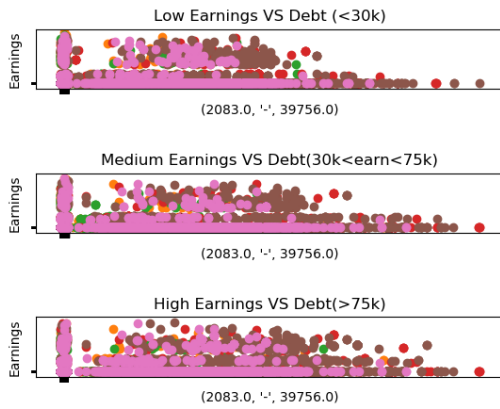 Low Earnings VS Debt (<30k)
Earnings
(2083.0, '-', 39756.0)
Medium Earnings VS Debt(30k<earn<75k)
Earnings
(2083.0, '-', 39756.0)
High Earnings VS Debt(>75k)
Earnings
(2083.0, '-', 39756.0)